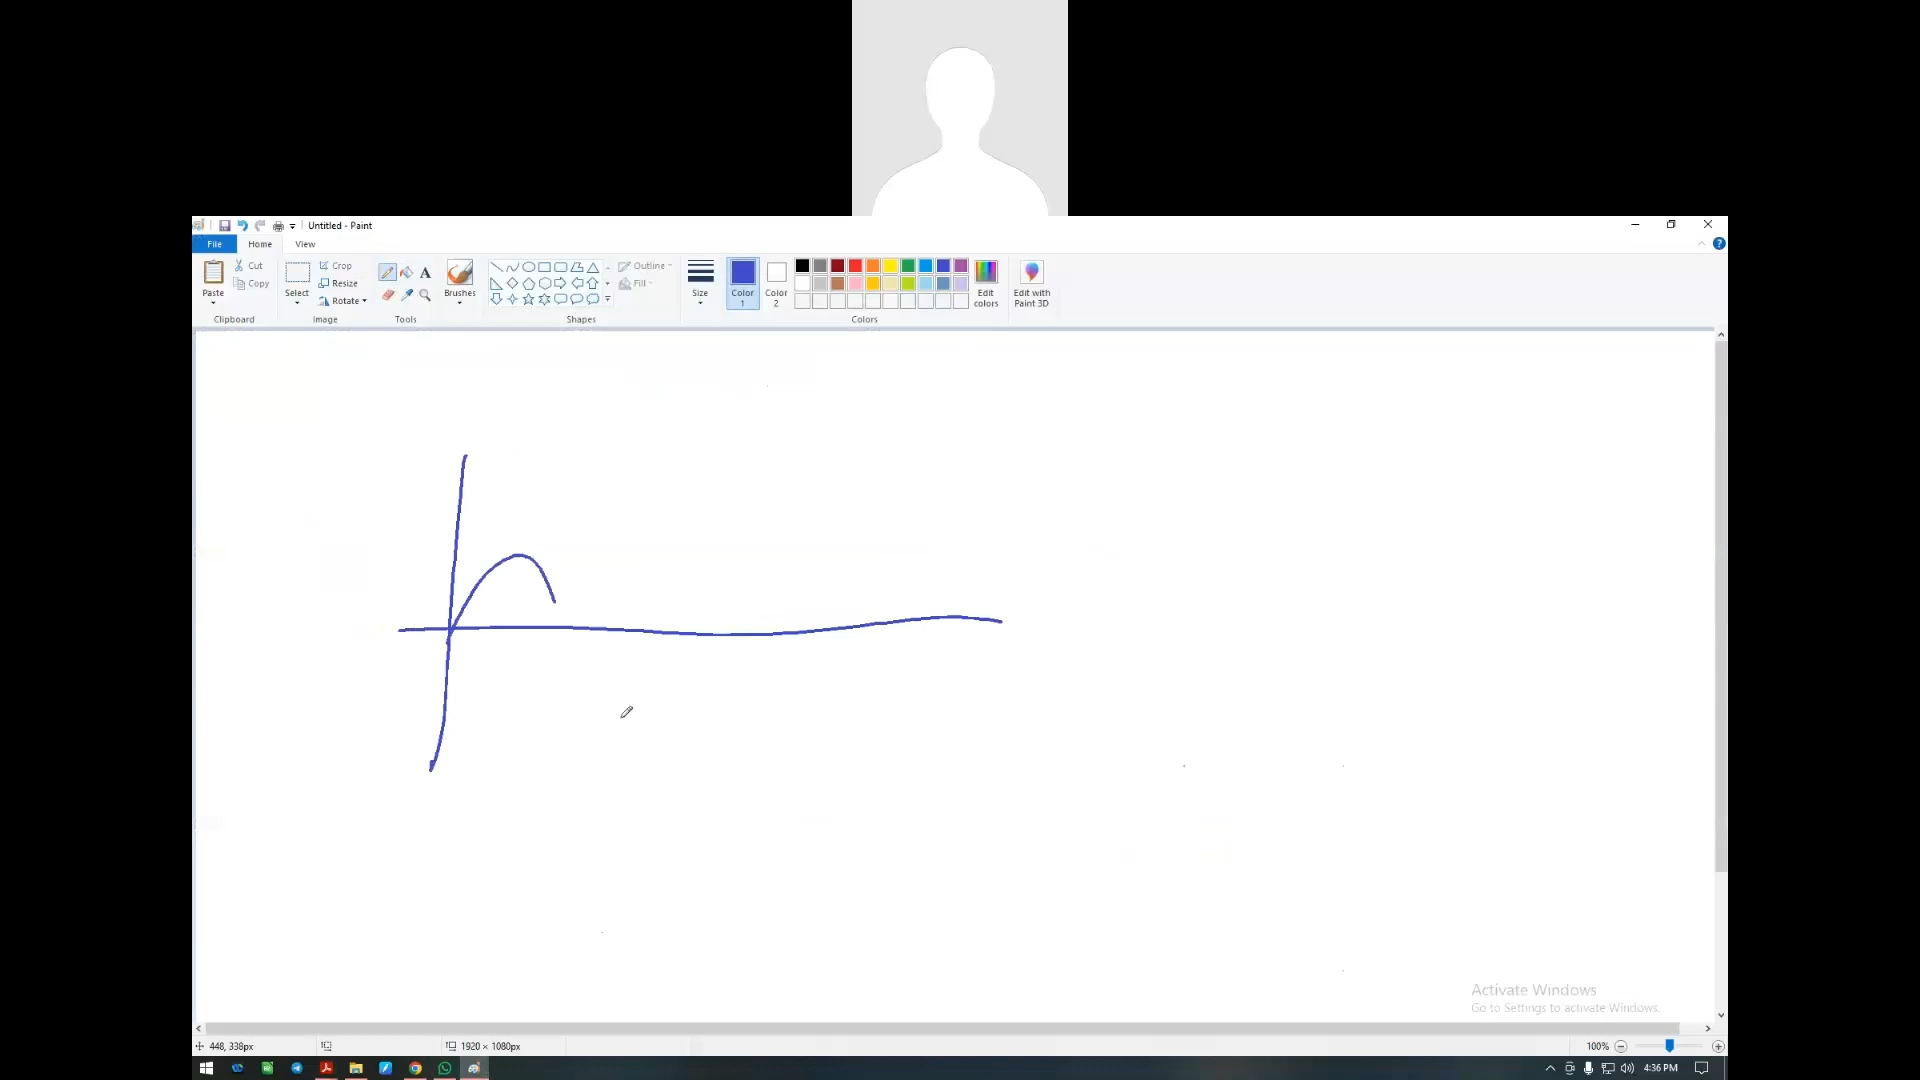 Untitled - Paint
File Home View
Paste
Cut
Copy
Clipboard
Select
Crop
Resize
Rotate
Image
A
Tools
Brushes
Outline
Fill
Shapes
Size
Color 1
Color 2
Edit colors
Colors
Edit with Paint 3D
?
Activate Windows
Go to Settings to activate Windows.
448, 338px
1920 × 1080px
100%
4:36 PM